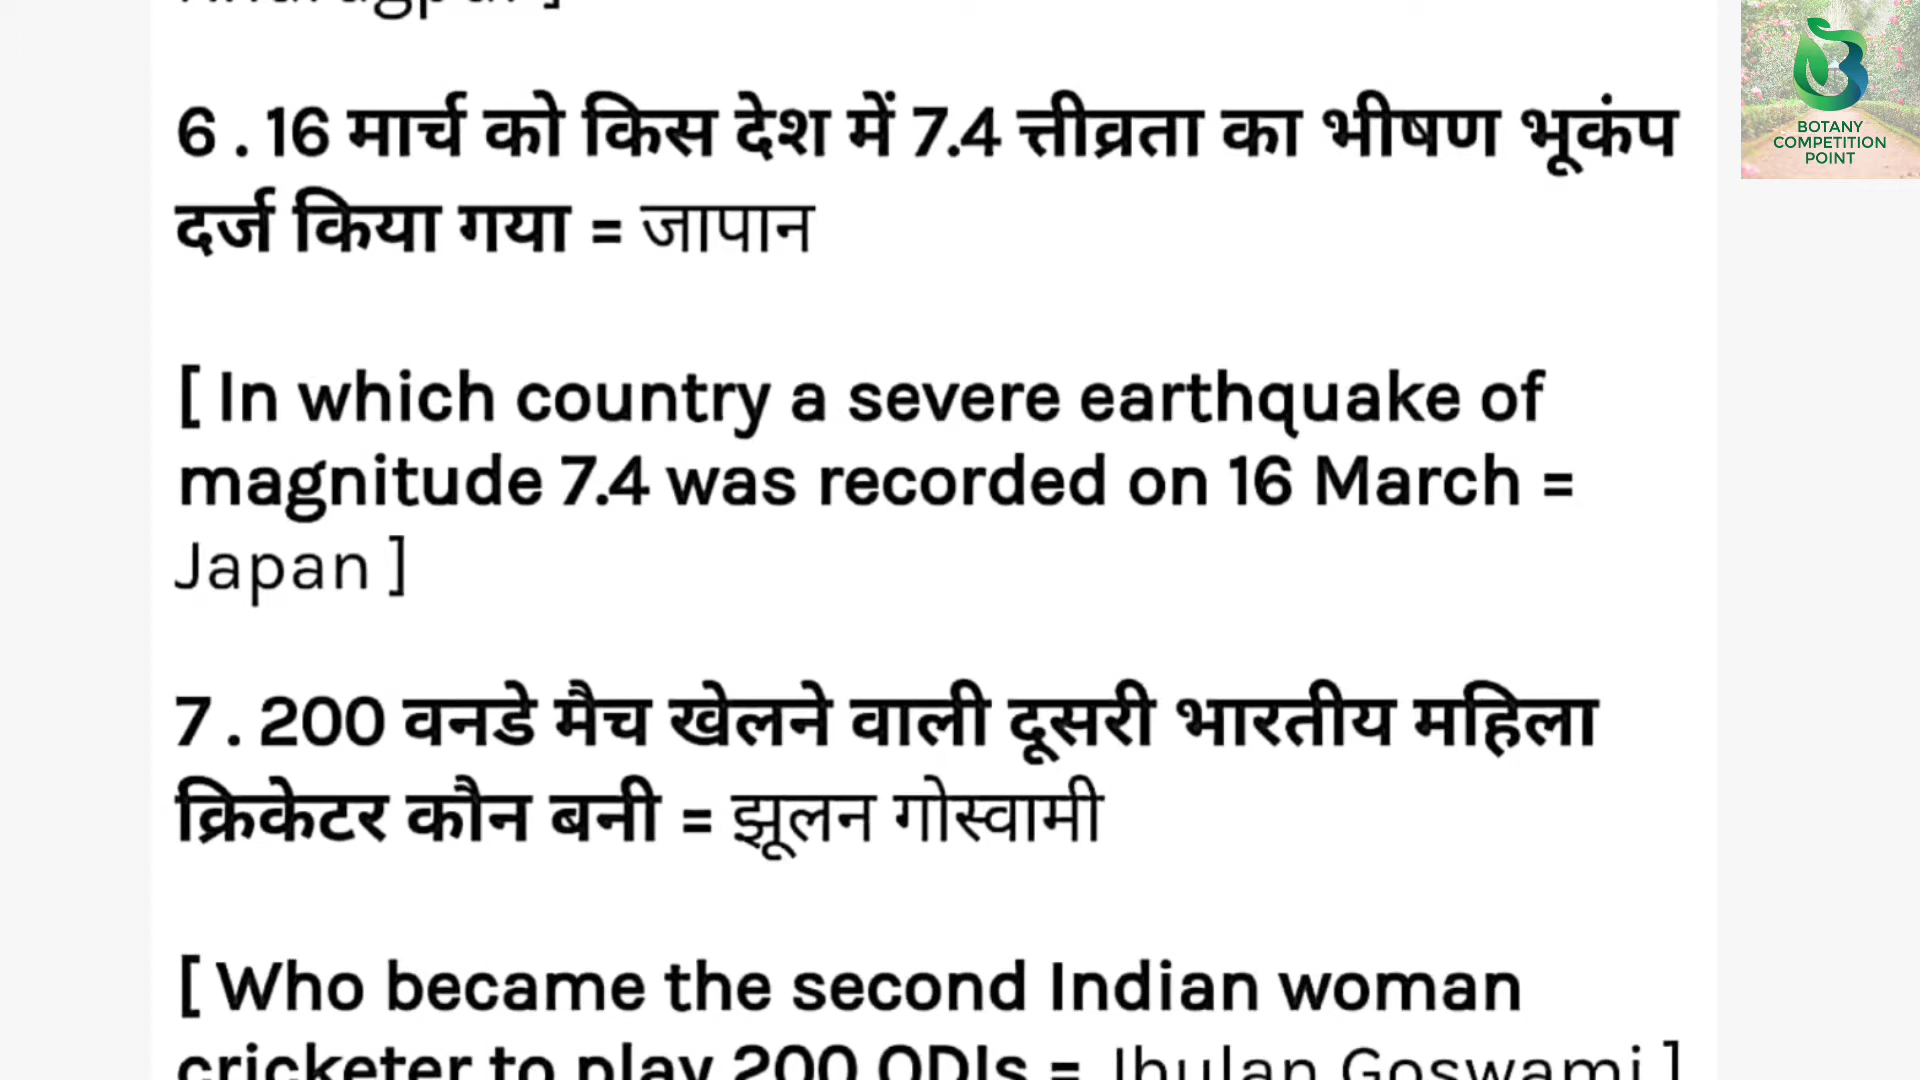 6 . 16 मार्च को किस देश में 7.4 त्तीव्रता का भीषण भूकंप
दर्ज किया गया = जापान
[ In which country a severe earthquake of
magnitude 7.4 was recorded on 16 March =
Japan ]
7 . 200 वनडे मैच खेलने वाली दूसरी भारतीय महिला
क्रिकेटर कौन बनी = झूलन गोस्वामी
[ Who became the second Indian woman
cricketer to play 200 ODIs = Jhulan Goswami ]
BOTANY
COMPETITION
POINT